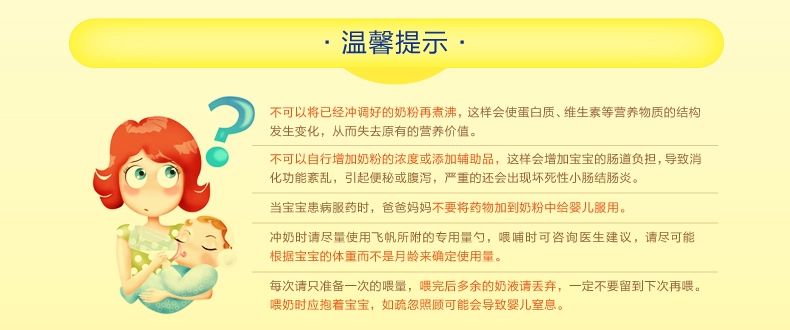 · 温馨提示 ·
?
不可以将已经冲调好的奶粉再煮沸，这样会使蛋白质、维生素等营养物质的结构
发生变化，从而失去原有的营养价值。
不可以自行增加奶粉的浓度或添加辅助品，这样会增加宝宝的肠道负担，导致消
化功能紊乱，引起便秘或腹泻，严重的还会出现坏死性小肠结肠炎。
当宝宝患病服药时，爸爸妈妈不要将药物加到奶粉中给婴儿服用。
冲奶时请尽量使用飞帆所附的专用量勺，喂哺时可咨询医生建议，请尽可能
根据宝宝的体重而不是月龄来确定使用量。
每次请只准备一次的喂量，喂完后多余的奶液请丢弃，一定不要留到下次再喂。
喂奶时应抱着宝宝，如疏忽照顾可能会导致婴儿窒息。